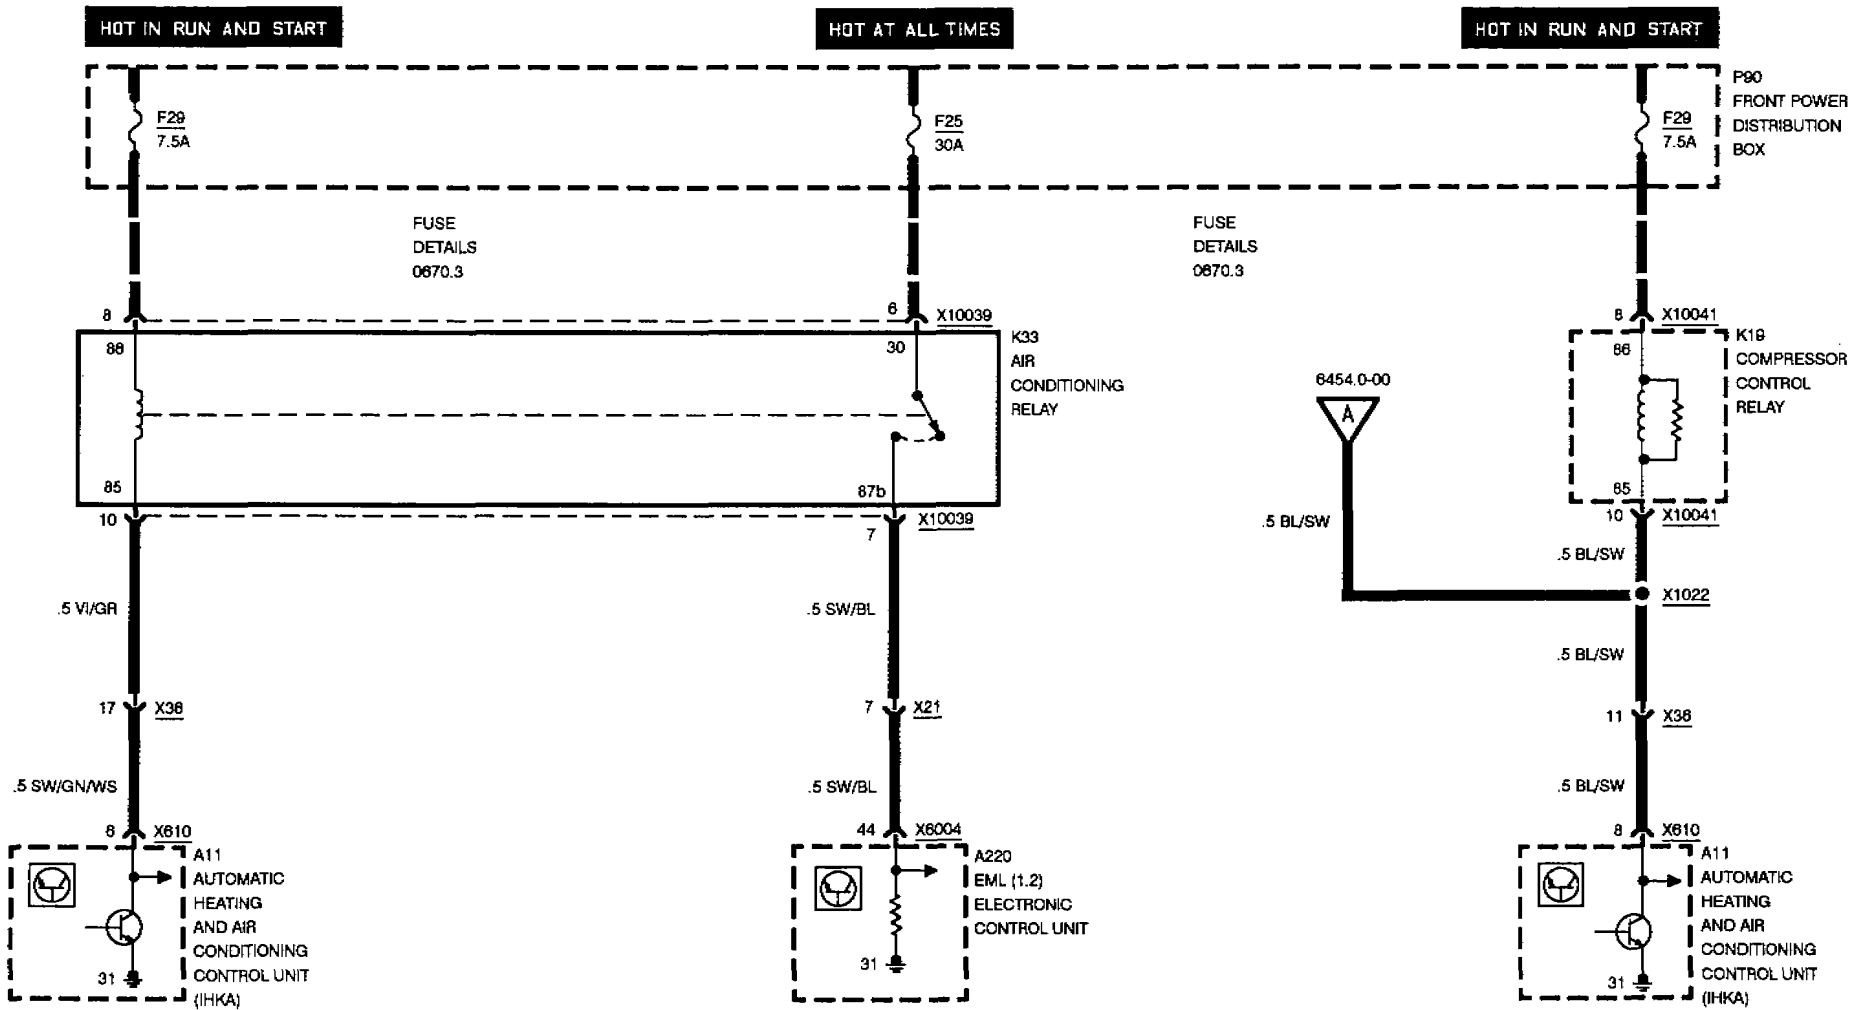 HOT IN RUN AND START
HOT AT ALL TIMES
HOT IN RUN AND START
F29
7.5A
F25
30A
F29
7.5A
P90
FRONT POWER
DISTRIBUTION
BOX
FUSE
DETAILS
0670.3
FUSE
DETAILS
0670.3
8
6
X10039
8
X10041
88
30
K33
AIR
CONDITIONING
RELAY
86
K19
COMPRESSOR
CONTROL
RELAY
6454.0-00
A
85
87b
85
10
X10039
7
10
X10041
.5 BL/SW
.5 BL/SW
.5 VI/GR
.5 SW/BL
X1022
.5 BL/SW
17
X36
7
X21
11
X36
.5 SW/GN/WS
.5 SW/BL
.5 BL/SW
6
X610
44
X6004
8
X610
A11
AUTOMATIC
HEATING
AND AIR
CONDITIONING
CONTROL UNIT
(IHKA)
31
A220
EML (1.2)
ELECTRONIC
CONTROL UNIT
31
A11
AUTOMATIC
HEATING
AND AIR
CONDITIONING
CONTROL UNIT
(IHKA)
31